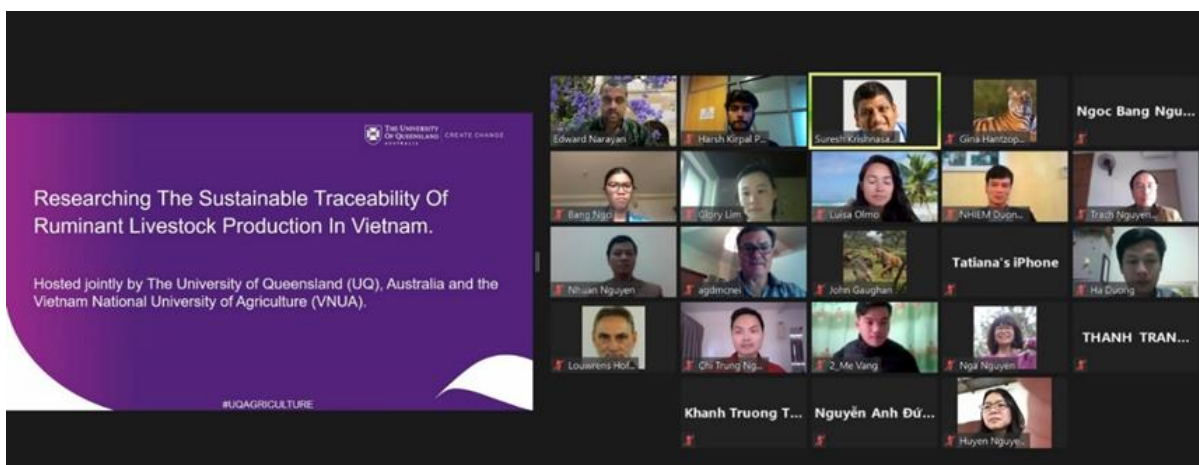 THE UNIVERSITY
OF QUEENSLAND
AUSTRALIA
CREATE CHANGE
Researching The Sustainable Traceability Of
Ruminant Livestock Production In Vietnam.
Hosted jointly by The University of Queensland (UQ), Australia and the
Vietnam National University of Agriculture (VNUA).
#UQAGRICULTURE
Edward Narayan
Harsh Kirpal P...
Suresh Krishnasa...
Gina Hantzop...
Ngoc Bang Ngu...
Bang Ngo
Glory Lim
Luisa Olmo
NHIEM Duon...
Trach Nguyen...
Nhuan Nguyen
agdmcnei
John Gaughan
Tatiana's iPhone
Ha Duong
Louwrens Hof...
Chi Trung Ng...
2_Me Vang
Nga Nguyen
THANH TRAN...
Khanh Truong T...
Nguyễn Anh Đứ...
Huyen Nguye...